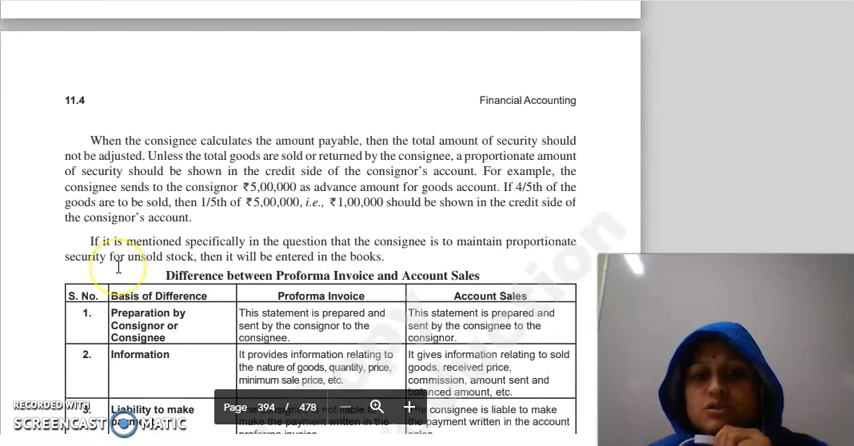 11.4 Financial Accounting
When the consignee calculates the amount payable, then the total amount of security should
not be adjusted. Unless the total goods are sold or returned by the consignee, a proportionate amount
of security should be shown in the credit side of the consignor's account. For example, the
consignee sends to the consignor ₹5,00,000 as advance amount for goods account. If 4/5th of the
goods are to be sold, then 1/5th of ₹5,00,000, i.e., ₹1,00,000 should be shown in the credit side of
the consignor's account.
If it is mentioned specifically in the question that the consignee is to maintain proportionate
security for unsold stock, then it will be entered in the books.
Difference between Proforma Invoice and Account Sales
S. No. Basis of Difference Proforma Invoice Account Sales
1. Preparation by Consignor or Consignee This statement is prepared and sent by the consignor to the consignee. This statement is prepared and sent by the consignee to the consignor.
2. Information It provides information relating to the nature of goods, quantity, price, minimum sale price, etc. It gives information relating to sold goods, received price, commission, amount sent and balanced amount, etc.
3. Liability to make consignee is liable to make
the payment written in the account
Page 394 / 478
RECORDED WITH
SCREENCAST MATIC